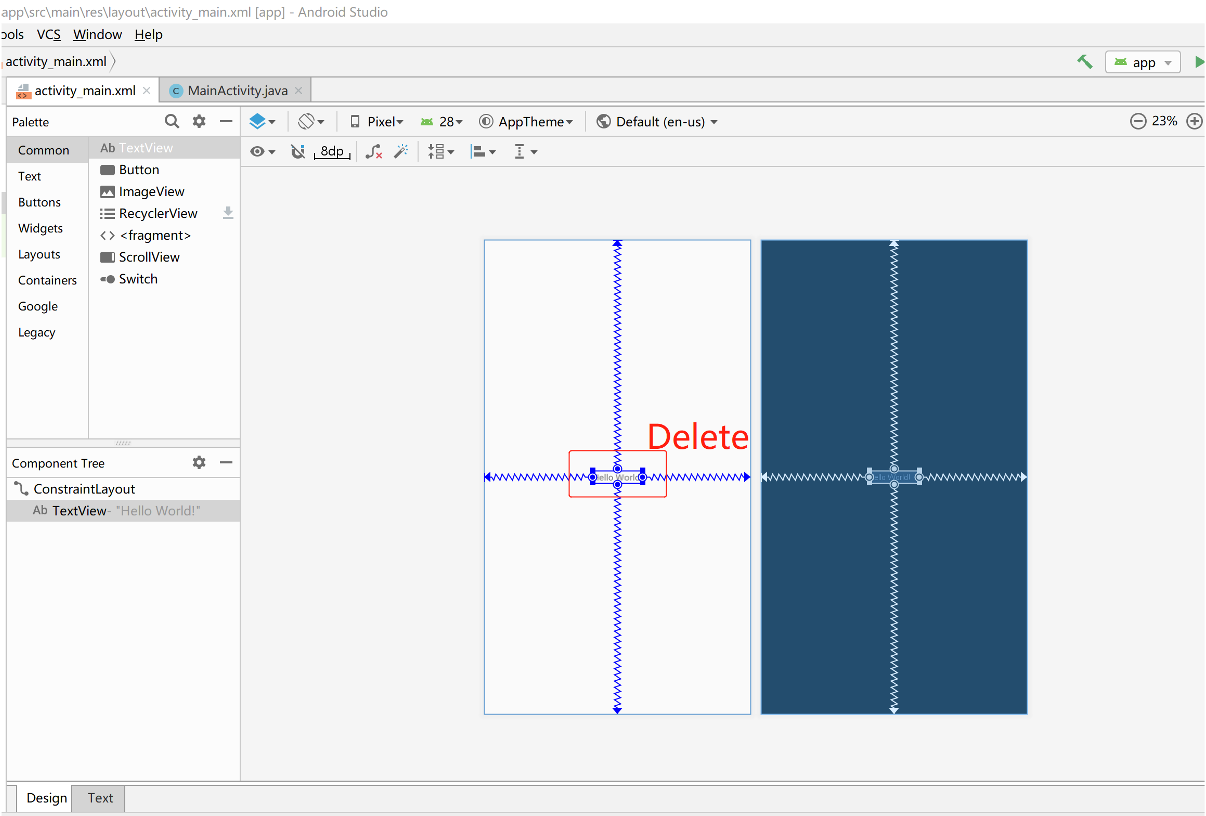 app\src\main\res\layout\activity_main.xml [app] - Android Studio
ools VCS Window Help
activity_main.xml
app
activity_main.xml MainActivity.java
Palette
Pixel 28 AppTheme Default (en-us) 23%
8dp
Common
Text
Buttons
Widgets
Layouts
Containers
Google
Legacy
Ab TextView
Button
ImageView
RecyclerView
<fragment>
ScrollView
Switch
Delete
Hello World!
Hello World!
Component Tree
ConstraintLayout
Ab TextView- "Hello World!"
Design Text